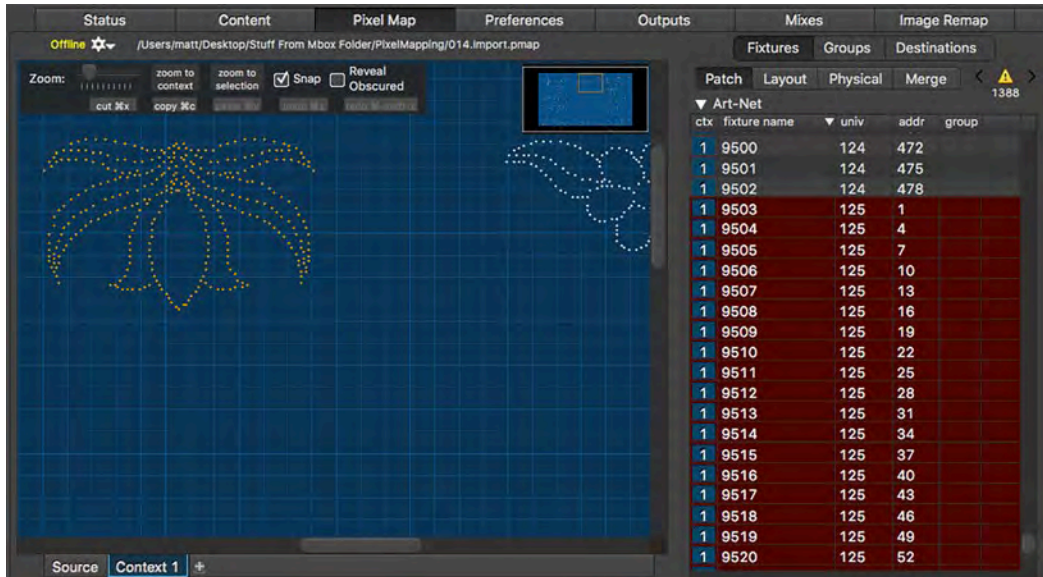 Status Content Pixel Map Preferences Outputs Mixes Image Remap
Offline /Users/matt/Desktop/Stuff From Mbox Folder/PixelMapping/014.Import.pmap
Fixtures Groups Destinations
Zoom: zoom to context zoom to selection Snap Reveal Obscured
cut ⌘x copy ⌘c
Patch Layout Physical Merge < >
1388
▼ Art-Net
ctx fixture name ▼ univ addr group
1 9500 124 472
1 9501 124 475
1 9502 124 478
1 9503 125 1
1 9504 125 4
1 9505 125 7
1 9506 125 10
1 9507 125 13
1 9508 125 16
1 9509 125 19
1 9510 125 22
1 9511 125 25
1 9512 125 28
1 9513 125 31
1 9514 125 34
1 9515 125 37
1 9516 125 40
1 9517 125 43
1 9518 125 46
1 9519 125 49
1 9520 125 52
Source Context 1 +